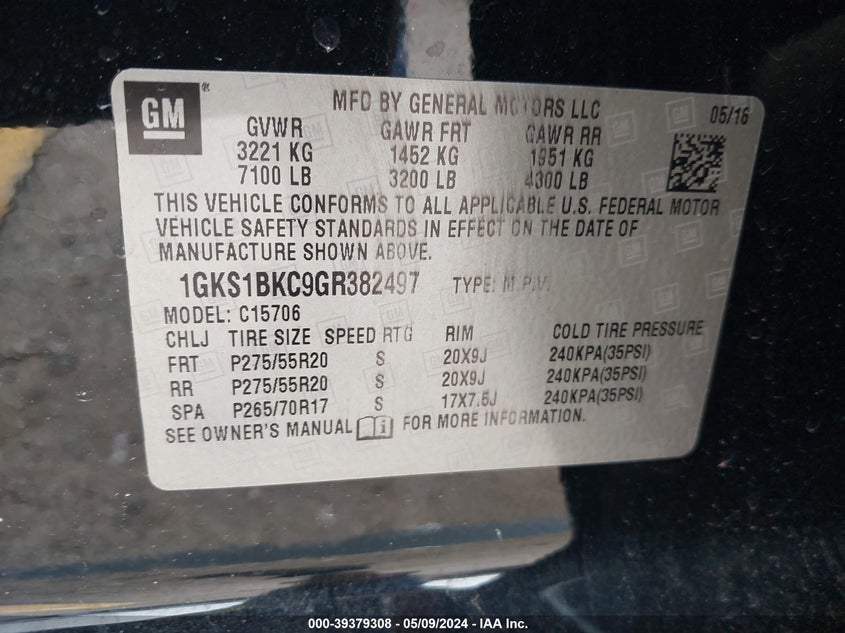 GM ®
MFD BY GENERAL MOTORS LLC 05/16
GVWR GAWR FRT GAWR RR
3221 KG 1452 KG 1951 KG
7100 LB 3200 LB 4300 LB
THIS VEHICLE CONFORMS TO ALL APPLICABLE U.S. FEDERAL MOTOR
VEHICLE SAFETY STANDARDS IN EFFECT ON THE DATE OF
MANUFACTURE SHOWN ABOVE.
1GKS1BKC9GR382497 TYPE: M.P.V.
MODEL: C15706
CHLJ TIRE SIZE SPEED RTG RIM COLD TIRE PRESSURE
FRT P275/55R20 S 20X9J 240KPA(35PSI)
RR P275/55R20 S 20X9J 240KPA(35PSI)
SPA P265/70R17 S 17X7.5J 240KPA(35PSI)
SEE OWNER'S MANUAL i FOR MORE INFORMATION.
000-39379308 - 05/09/2024 - IAA Inc.